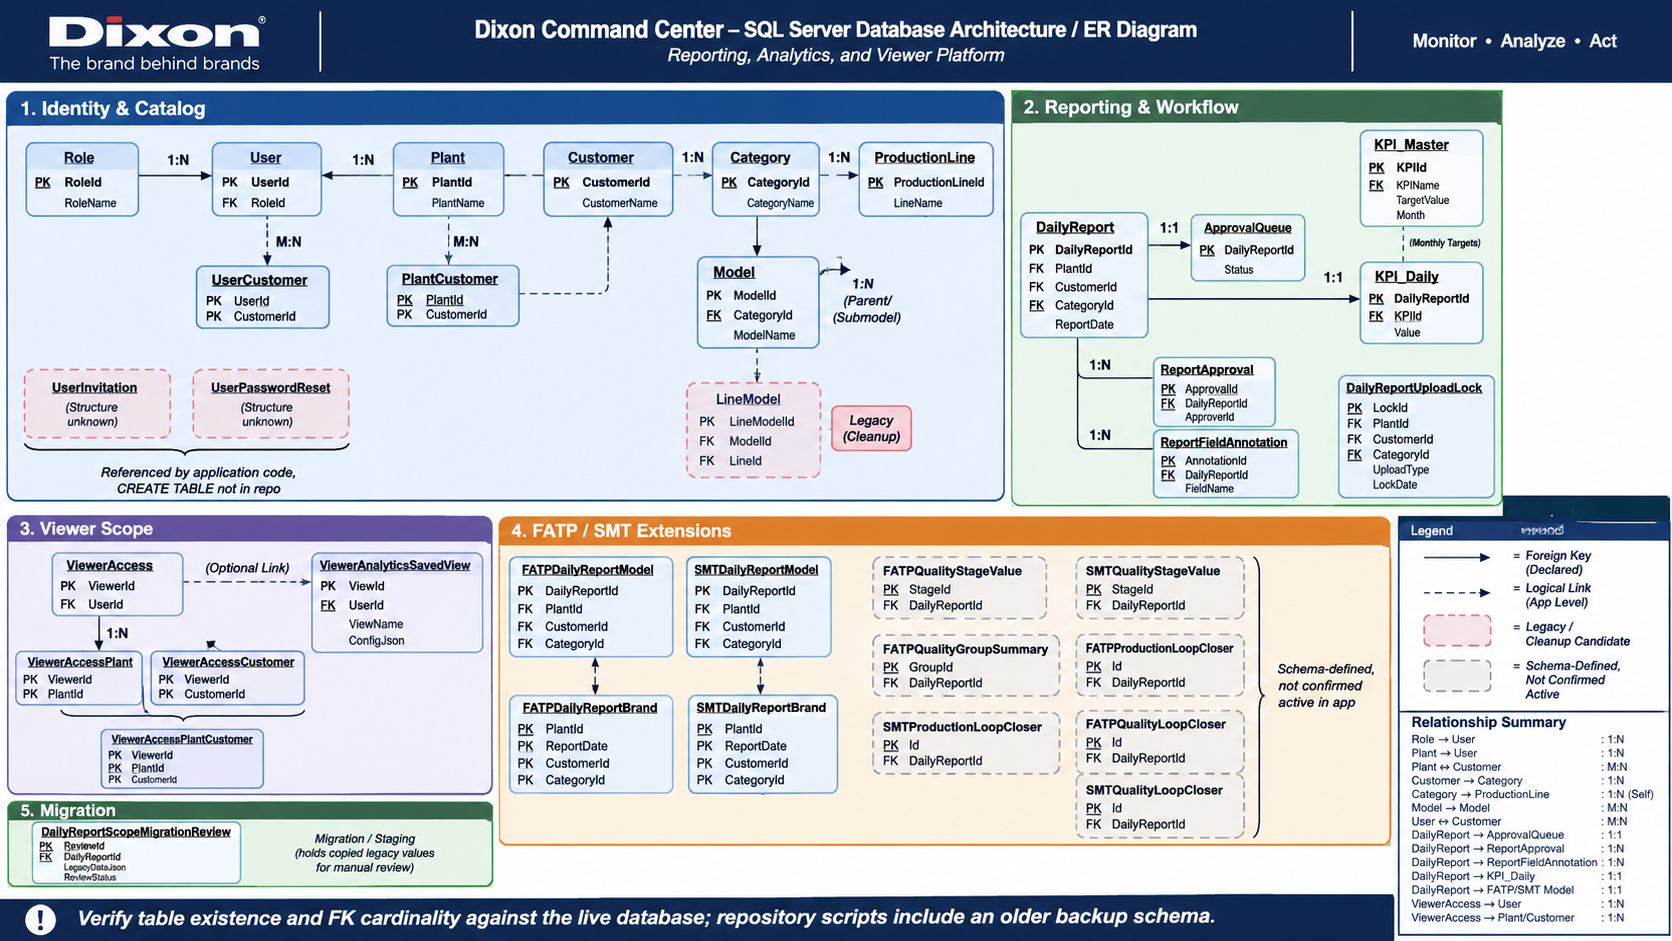 Dixon®
The brand behind brands
Dixon Command Center – SQL Server Database Architecture / ER Diagram
Reporting, Analytics, and Viewer Platform
Monitor • Analyze • Act
1. Identity & Catalog
Role
PK RoleId
RoleName
1:N
User
PK UserId
FK RoleId
1:N
Plant
PK PlantId
PlantName
Customer
PK CustomerId
CustomerName
1:N
Category
PK CategoryId
CategoryName
1:N
ProductionLine
PK ProductionLineId
LineName
M:N
UserCustomer
PK UserId
PK CustomerId
M:N
PlantCustomer
PK PlantId
PK CustomerId
Model
PK ModelId
FK CategoryId
ModelName
1:N
(Parent/
(Submodel)
UserInvitation
(Structure
unknown)
UserPasswordReset
(Structure
unknown)
Referenced by application code,
CREATE TABLE not in repo
LineModel
PK LineModelId
FK ModelId
FK LineId
Legacy
(Cleanup)
2. Reporting & Workflow
KPI_Master
PK KPIId
FK KPIName
TargetValue
Month
(Monthly Targets)
DailyReport
PK DailyReportId
FK PlantId
FK CustomerId
FK CategoryId
ReportDate
1:1
ApprovalQueue
PK DailyReportId
Status
1:1
KPI_Daily
PK DailyReportId
FK KPIId
Value
1:N
ReportApproval
PK ApprovalId
FK DailyReportId
ApproverId
1:N
ReportFieldAnnotation
PK AnnotationId
FK DailyReportId
FieldName
DailyReportUploadLock
PK LockId
FK PlantId
FK CustomerId
FK CategoryId
UploadType
LockDate
3. Viewer Scope
ViewerAccess
PK ViewerId
FK UserId
(Optional Link)
ViewerAnalyticsSavedView
PK ViewId
FK UserId
ViewName
ConfigJson
1:N
ViewerAccessPlant
PK ViewerId
PK PlantId
ViewerAccessCustomer
PK ViewerId
PK CustomerId
ViewerAccessPlantCustomer
PK ViewerId
PK PlantId
PK CustomerId
4. FATP / SMT Extensions
FATPDailyReportModel
PK DailyReportId
FK PlantId
FK CustomerId
FK CategoryId
SMTDailyReportModel
PK DailyReportId
FK PlantId
FK CustomerId
FK CategoryId
FATPDailyReportBrand
PK PlantId
PK ReportDate
PK CustomerId
PK CategoryId
SMTDailyReportBrand
PK PlantId
PK ReportDate
PK CustomerId
PK CategoryId
FATPQualityStageValue
PK StageId
FK DailyReportId
SMTQualityStageValue
PK StageId
FK DailyReportId
FATPQualityGroupSummary
PK GroupId
FK DailyReportId
FATPProductionLoopCloser
PK Id
FK DailyReportId
SMTProductionLoopCloser
PK Id
FK DailyReportId
FATPQualityLoopCloser
PK Id
FK DailyReportId
SMTQualityLoopCloser
PK Id
FK DailyReportId
Schema-defined,
not confirmed
active in app
Legend
= Foreign Key
(Declared)
= Logical Link
(App Level)
= Legacy /
Cleanup Candidate
= Schema-Defined,
Not Confirmed
Active
Relationship Summary
Role → User : 1:N
Plant → User : 1:N
Plant ↔ Customer : M:N
Customer → Category : 1:N
Category → ProductionLine : 1:N (Self)
Model → Model : M:N
User ↔ Customer : M:N
DailyReport → ApprovalQueue : 1:1
DailyReport → ReportApproval : 1:N
DailyReport → ReportFieldAnnotation : 1:N
DailyReport → KPI_Daily : 1:1
DailyReport → FATP/SMT Model : 1:1
ViewerAccess → User : 1:N
ViewerAccess → Plant/Customer : 1:N
5. Migration
DailyReportScopeMigrationReview
PK ReviewId
FK DailyReportId
LegacyDataJson
ReviewStatus
Migration / Staging
(holds copied legacy values
for manual review)
! Verify table existence and FK cardinality against the live database; repository scripts include an older backup schema.